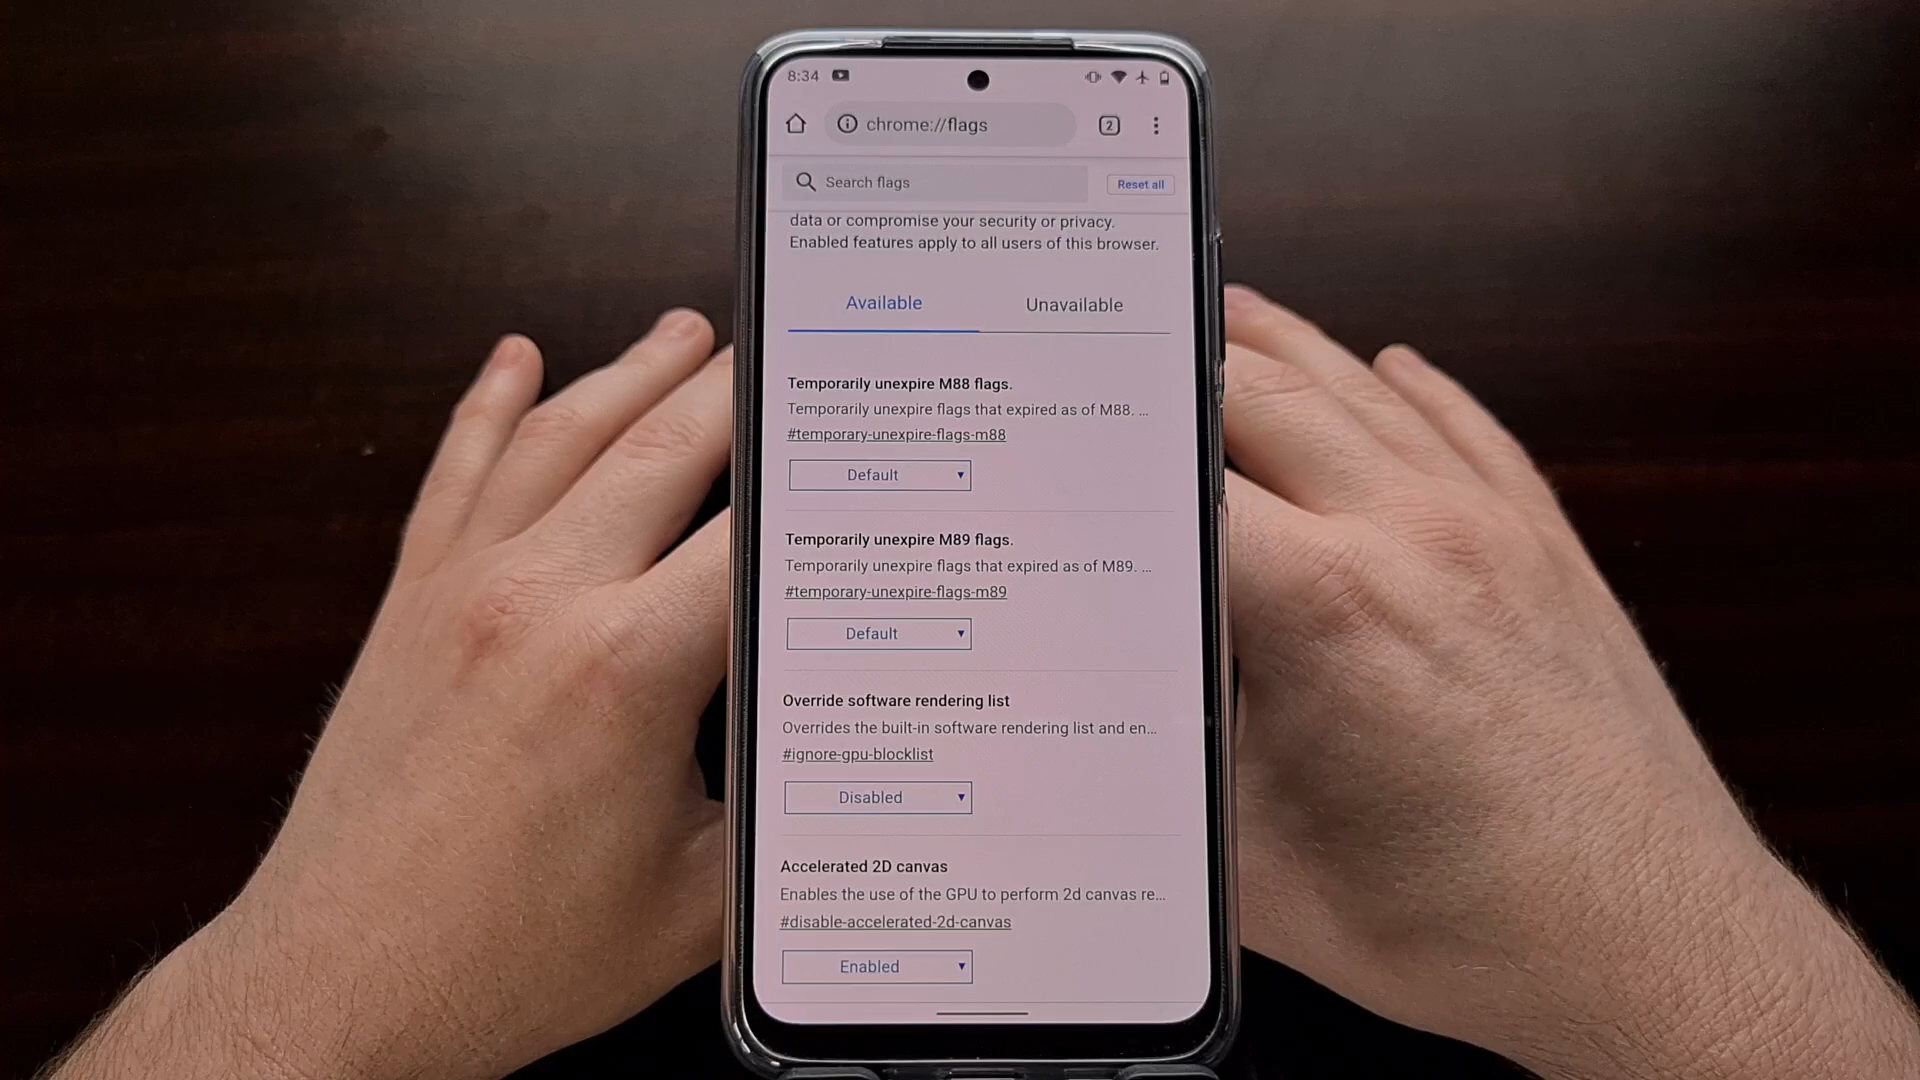 8:34
chrome://flags
2
Search flags
Reset all
data or compromise your security or privacy.
Enabled features apply to all users of this browser.
Available
Unavailable
Temporarily unexpire M88 flags.
Temporarily unexpire flags that expired as of M88. ...
#temporary-unexpire-flags-m88
Default
Temporarily unexpire M89 flags.
Temporarily unexpire flags that expired as of M89. ...
#temporary-unexpire-flags-m89
Default
Override software rendering list
Overrides the built-in software rendering list and en...
#ignore-gpu-blocklist
Disabled
Accelerated 2D canvas
Enables the use of the GPU to perform 2d canvas re...
#disable-accelerated-2d-canvas
Enabled